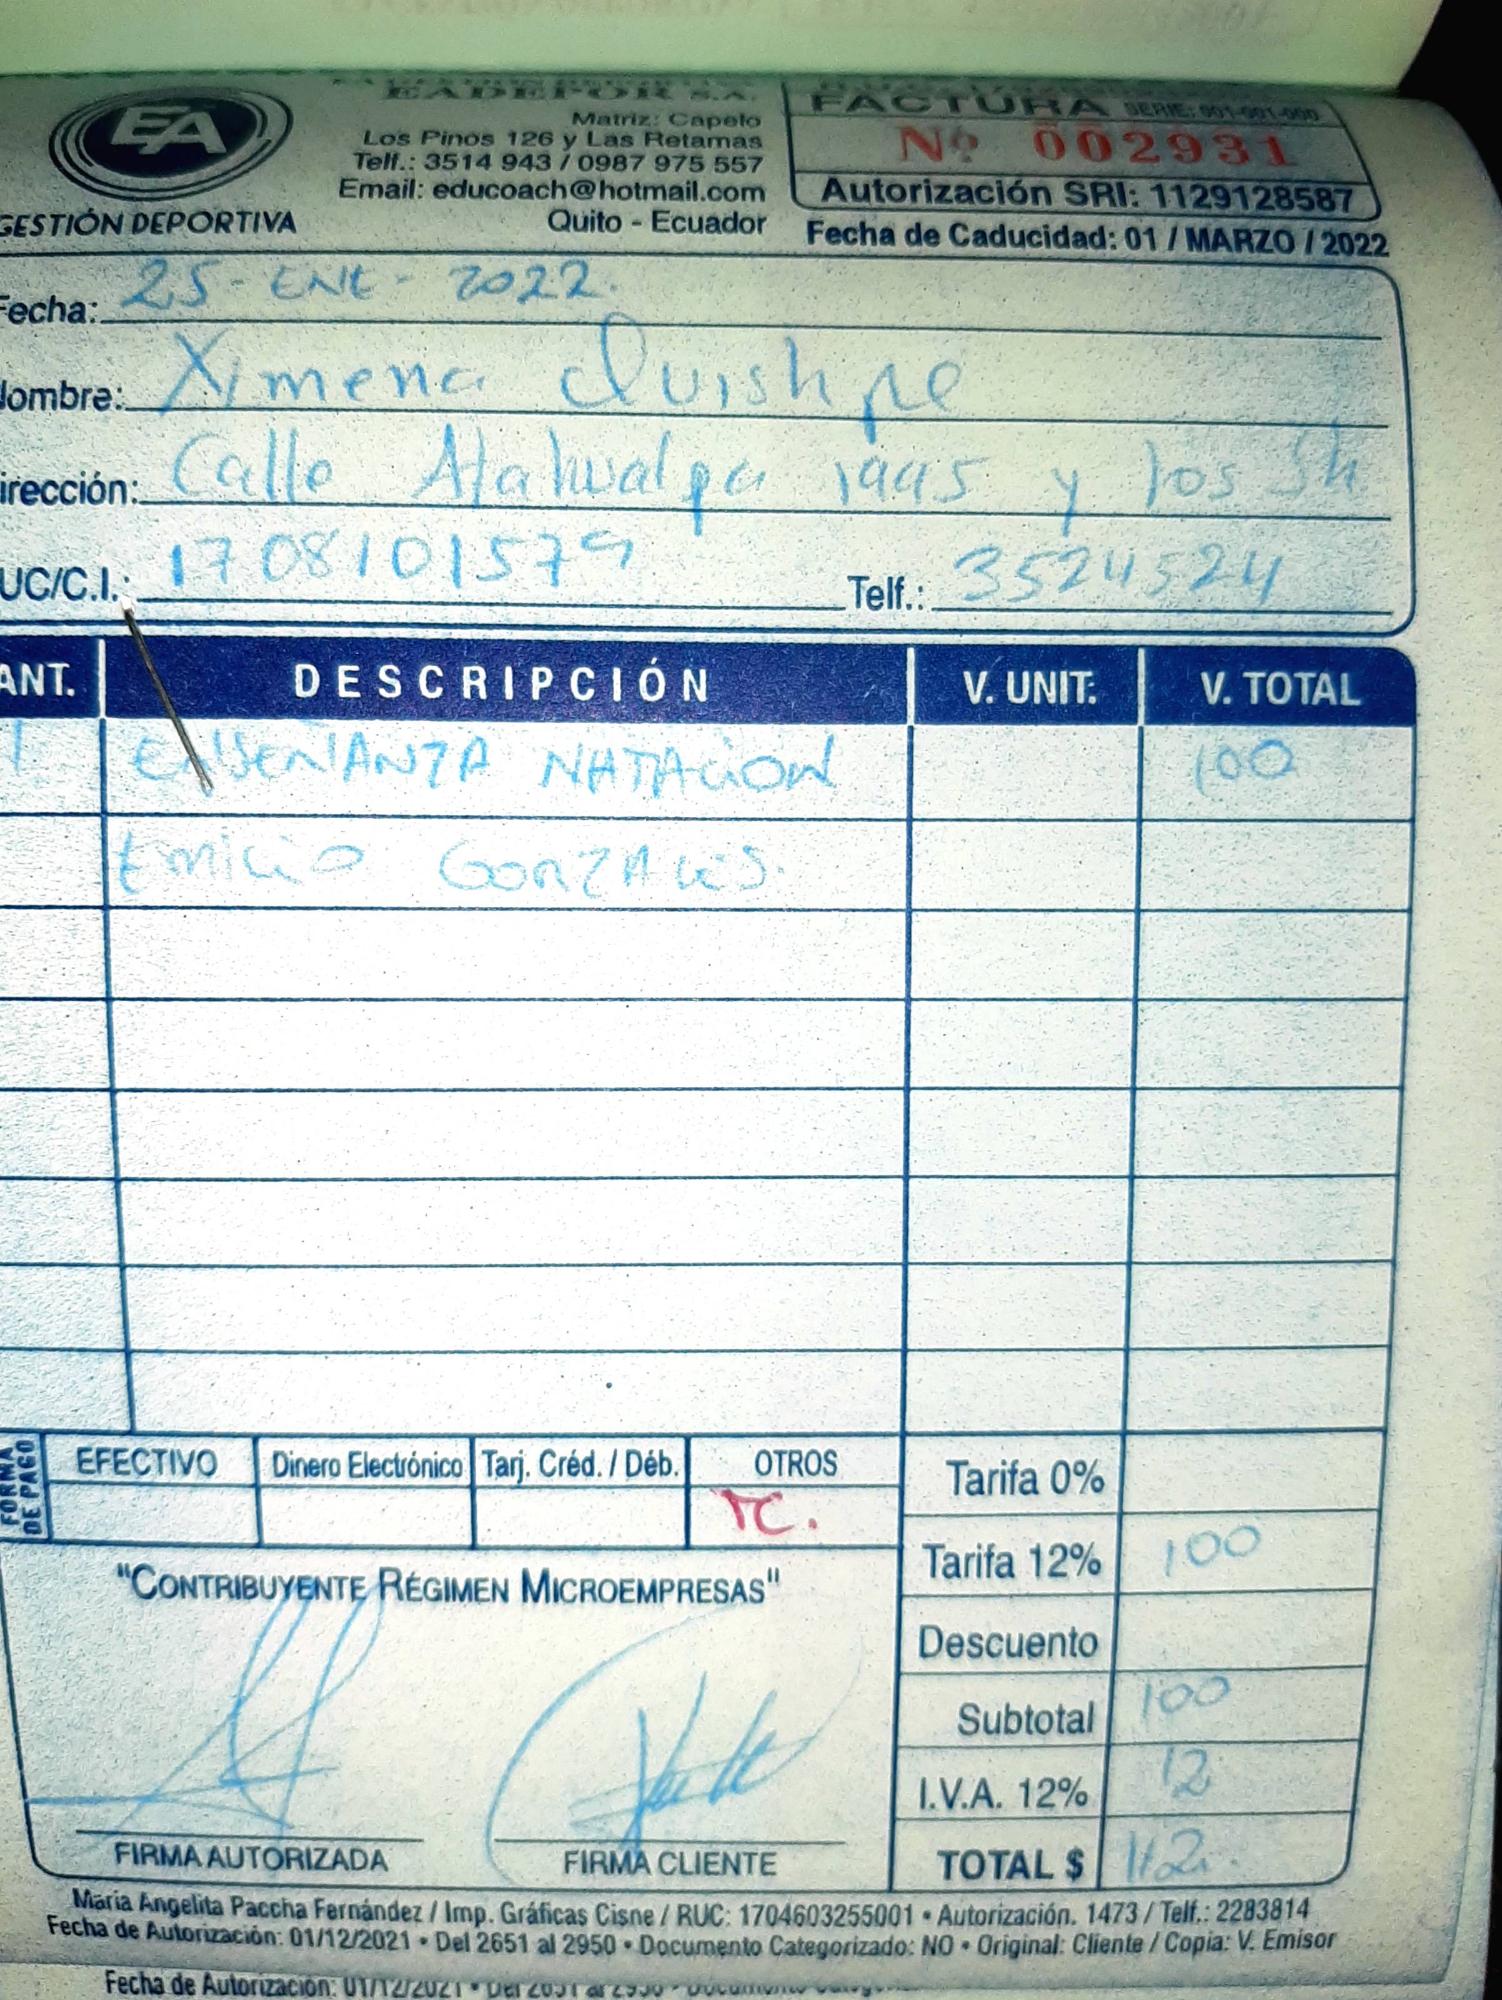 EA
GESTIÓN DEPORTIVA
EADEPOR S.A.
Matriz: Capelo
Los Pinos 126 y Las Retamas
Telf.: 3514 943 / 0987 975 557
Email: educoach@hotmail.com
Quito - Ecuador
FACTURA SERIE: 001-001-000
Nº 002931
Autorización SRI: 1129128587
Fecha de Caducidad: 01 / MARZO / 2022
Fecha: 25-ENE-2022.
Nombre: Ximena Quishpe
Dirección: Calle Atahualpa 1995 y los Sh
RUC/C.I.: 1708101579 Telf.: 3524524
CANT. DESCRIPCIÓN V. UNIT. V. TOTAL
1 ENSEÑANZA NATACION 100
Emilio GONZALES.
FORMA DE PAGO
EFECTIVO Dinero Electrónico Tarj. Créd. / Déb. OTROS
TC.
Tarifa 0%
Tarifa 12% 100
Descuento
Subtotal 100
I.V.A. 12% 12
TOTAL $ 112.
"CONTRIBUYENTE RÉGIMEN MICROEMPRESAS"
FIRMA AUTORIZADA FIRMA CLIENTE
María Angelita Paccha Fernández / Imp. Gráficas Cisne / RUC: 1704603255001 • Autorización. 1473 / Telf.: 2283814
Fecha de Autorización: 01/12/2021 • Del 2651 al 2950 • Documento Categorizado: NO • Original: Cliente / Copia: V. Emisor
Fecha de Autorización: 01/12/2021 • Del 2651 al 2950 •